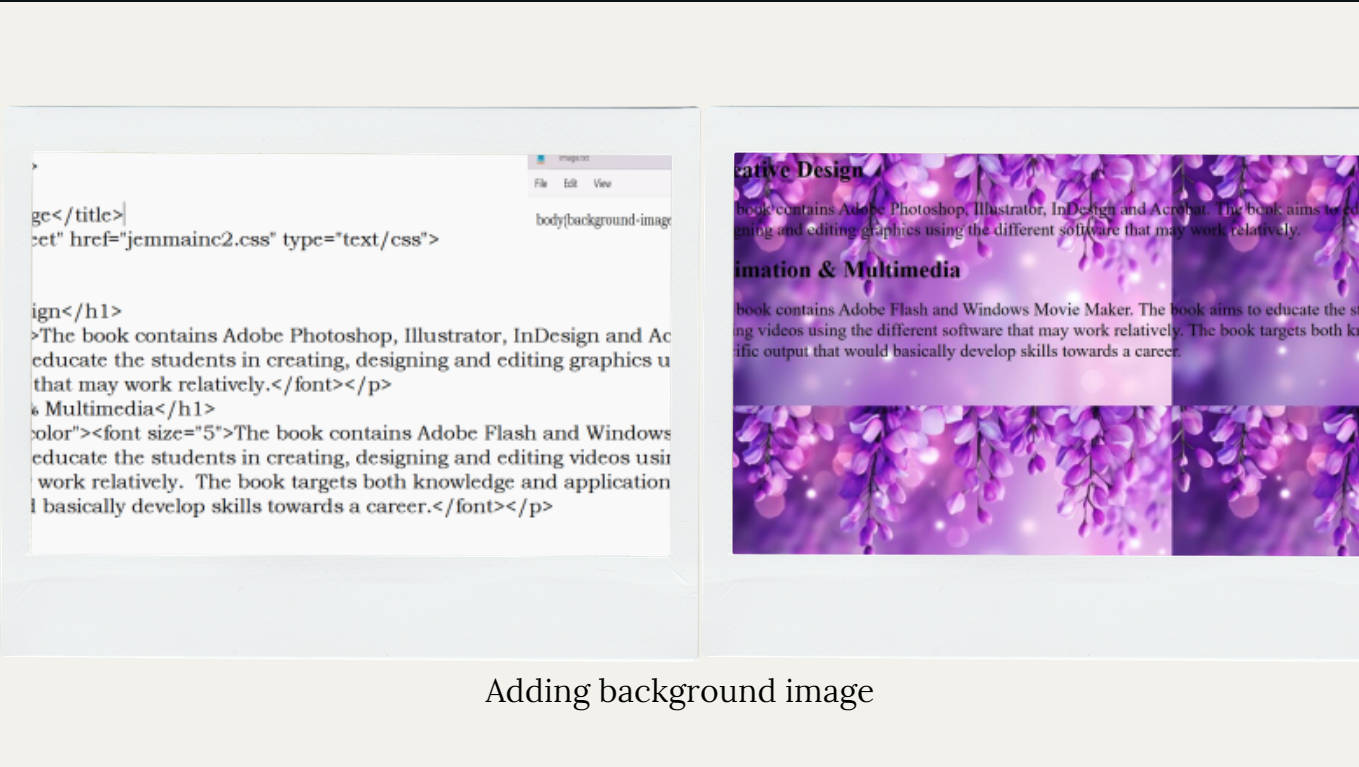 >
ge</title>
eet" href="jemmainc2.css" type="text/css">
ign</h1>
>The book contains Adobe Photoshop, Illustrator, InDesign and Ac
educate the students in creating, designing and editing graphics u
that may work relatively.</font></p>
& Multimedia</h1>
color"><font size="5">The book contains Adobe Flash and Windows
educate the students in creating, designing and editing videos usin
work relatively. The book targets both knowledge and application
d basically develop skills towards a career.</font></p>
image.txt
File Edit View
body{background-image
eative Design
book contains Adobe Photoshop, Illustrator, InDesign and Acrobat. The book aims to ed
gning and editing graphics using the different software that may work relatively.
imation & Multimedia
book contains Adobe Flash and Windows Movie Maker. The book aims to educate the st
ing videos using the different software that may work relatively. The book targets both kn
ific output that would basically develop skills towards a career.
Adding background image